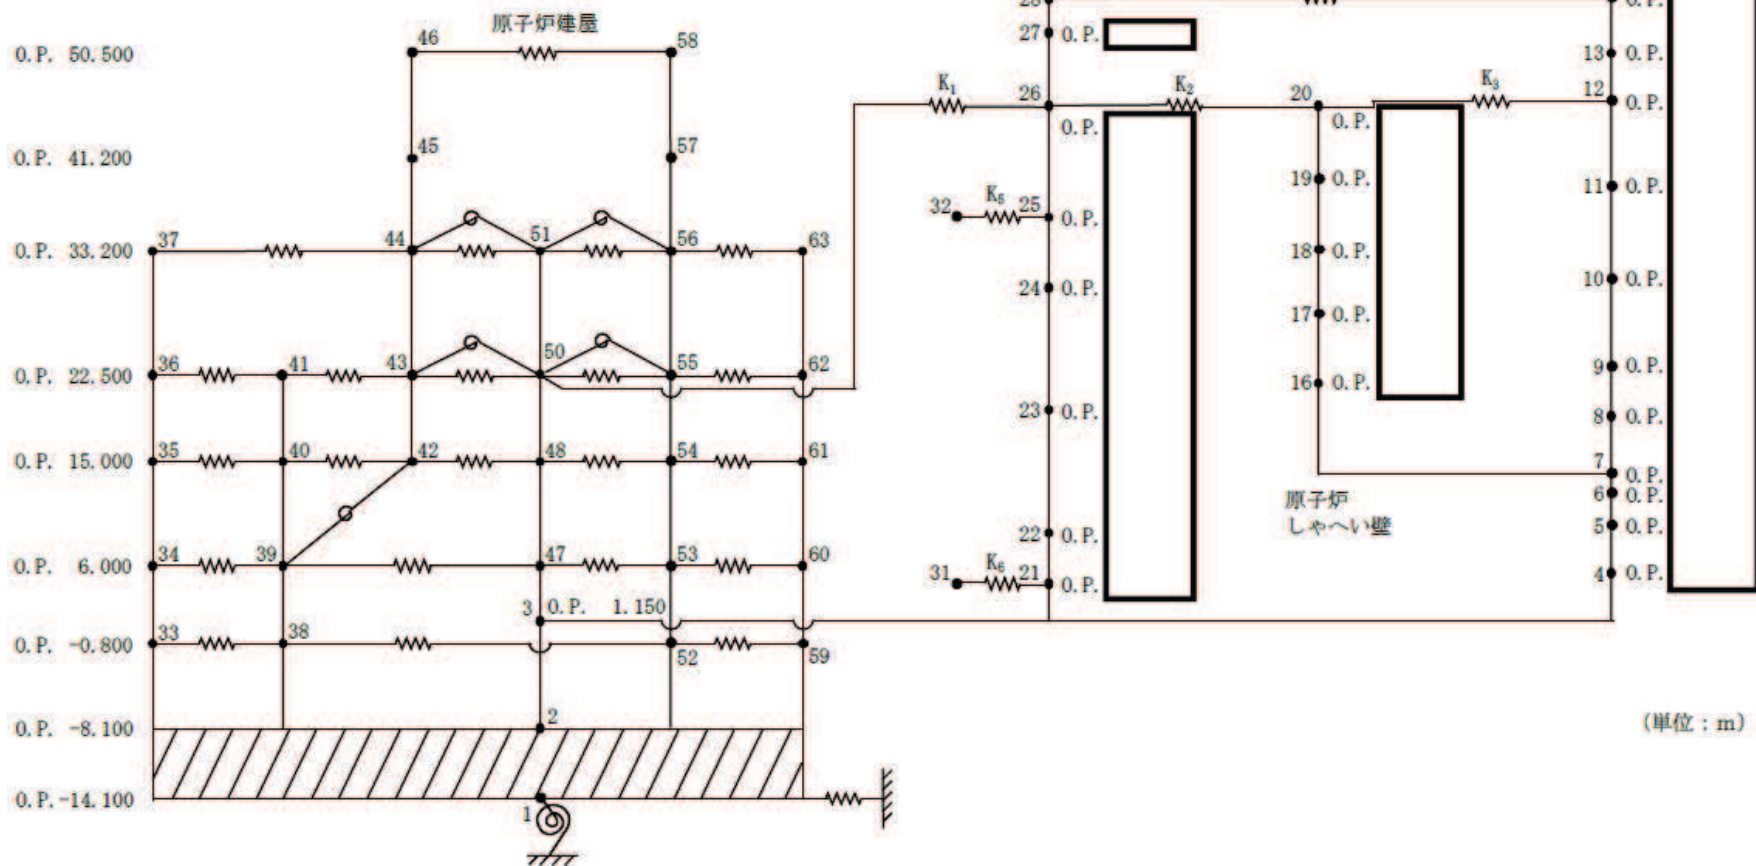 原子炉建屋
28
O.P.
27 O.P.
46 58
O.P. 50.500
13 O.P.
K₁ 26 K₂ 20 K₃ 12 O.P.
O.P. O.P.
45 57
O.P. 41.200
19 O.P. 11 O.P.
32 K₅ 25 O.P.
37 44 51 56 63
O.P. 33.200
18 O.P. 10 O.P.
24 O.P.
17 O.P.
36 41 43 50 55 62
O.P. 22.500
9 O.P.
16 O.P.
23 O.P. 8 O.P.
35 40 42 48 54 61
O.P. 15.000
7 O.P.
6 O.P.
原子炉
しゃへい壁
5 O.P.
22 O.P.
34 39 47 53 60
O.P. 6.000
4 O.P.
31 K₆ 21 O.P.
3 O.P. 1.150
33 38 52 59
O.P. -0.800
2
O.P. -8.100
(単位：m)
O.P.-14.100
1